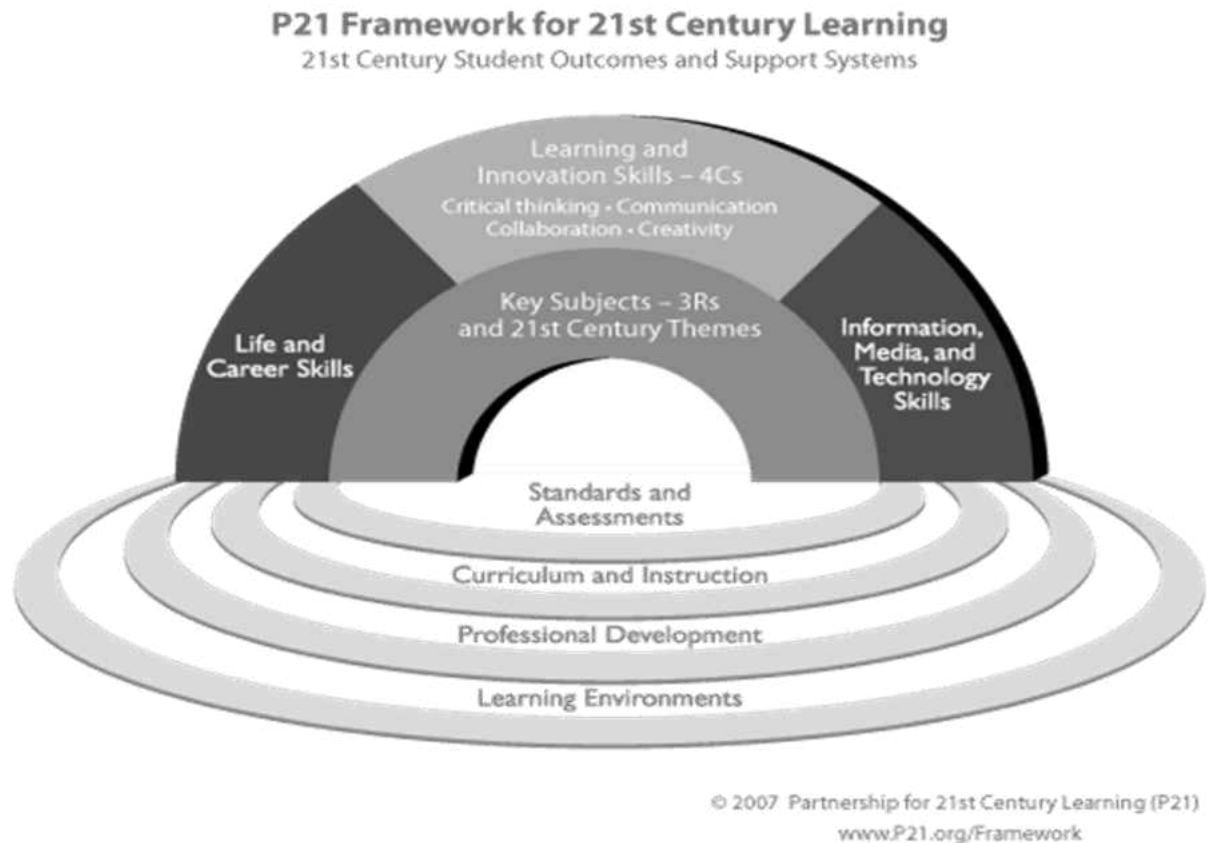 P21 Framework for 21st Century Learning
21st Century Student Outcomes and Support Systems
Learning and
Innovation Skills – 4Cs
Critical thinking • Communication
Collaboration • Creativity
Key Subjects – 3Rs
and 21st Century Themes
Life and
Career Skills
Information,
Media, and
Technology
Skills
Standards and
Assessments
Curriculum and Instruction
Professional Development
Learning Environments
© 2007 Partnership for 21st Century Learning (P21)
www.P21.org/Framework